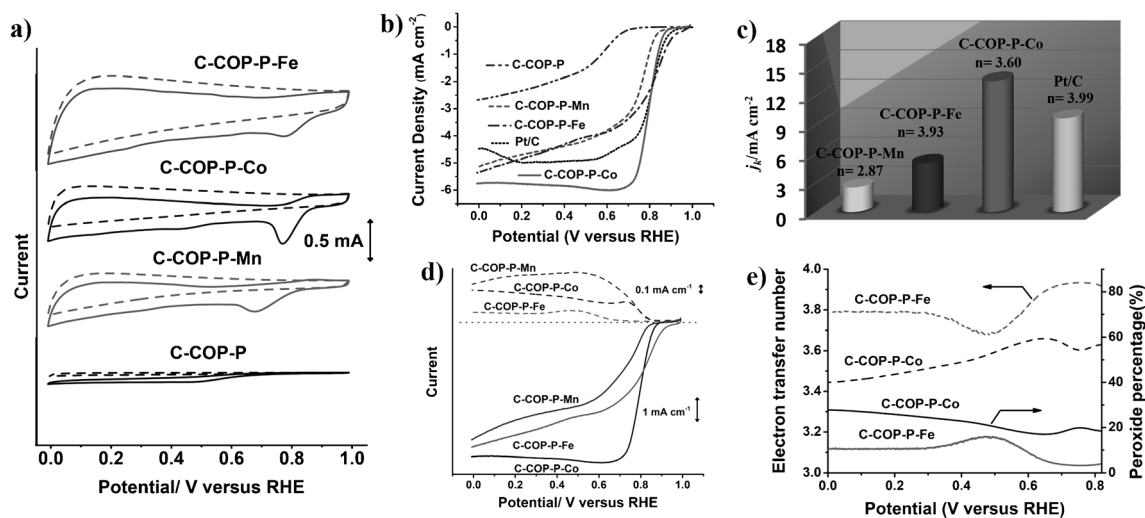 a)
C-COP-P-Fe
C-COP-P-Co
0.5 mA
C-COP-P-Mn
C-COP-P
Current
0.0 0.2 0.4 0.6 0.8 1.0
Potential/ V versus RHE
b)
0
-1
-2
-3
-4
-5
-6
C-COP-P
C-COP-P-Mn
C-COP-P-Fe
Pt/C
C-COP-P-Co
Current Density (mA cm-2)
0.0 0.2 0.4 0.6 0.8 1.0
Potential (V versus RHE)
c)
18
15
12
9
6
3
0
jk/mA cm-2
C-COP-P-Mn
n= 2.87
C-COP-P-Fe
n= 3.93
C-COP-P-Co
n= 3.60
Pt/C
n= 3.99
d)
C-COP-P-Mn
C-COP-P-Co
0.1 mA cm-1
C-COP-P-Fe
C-COP-P-Mn
1 mA cm-1
C-COP-P-Fe
C-COP-P-Co
Current
0.0 0.2 0.4 0.6 0.8 1.0
Potential/ V versus RHE
e)
4.0
3.8
3.6
3.4
3.2
3.0
Electron transfer number
C-COP-P-Fe
C-COP-P-Co
C-COP-P-Co
C-COP-P-Fe
80
60
40
20
0
Peroxide percentage(%)
0.0 0.2 0.4 0.6 0.8
Potential (V versus RHE)